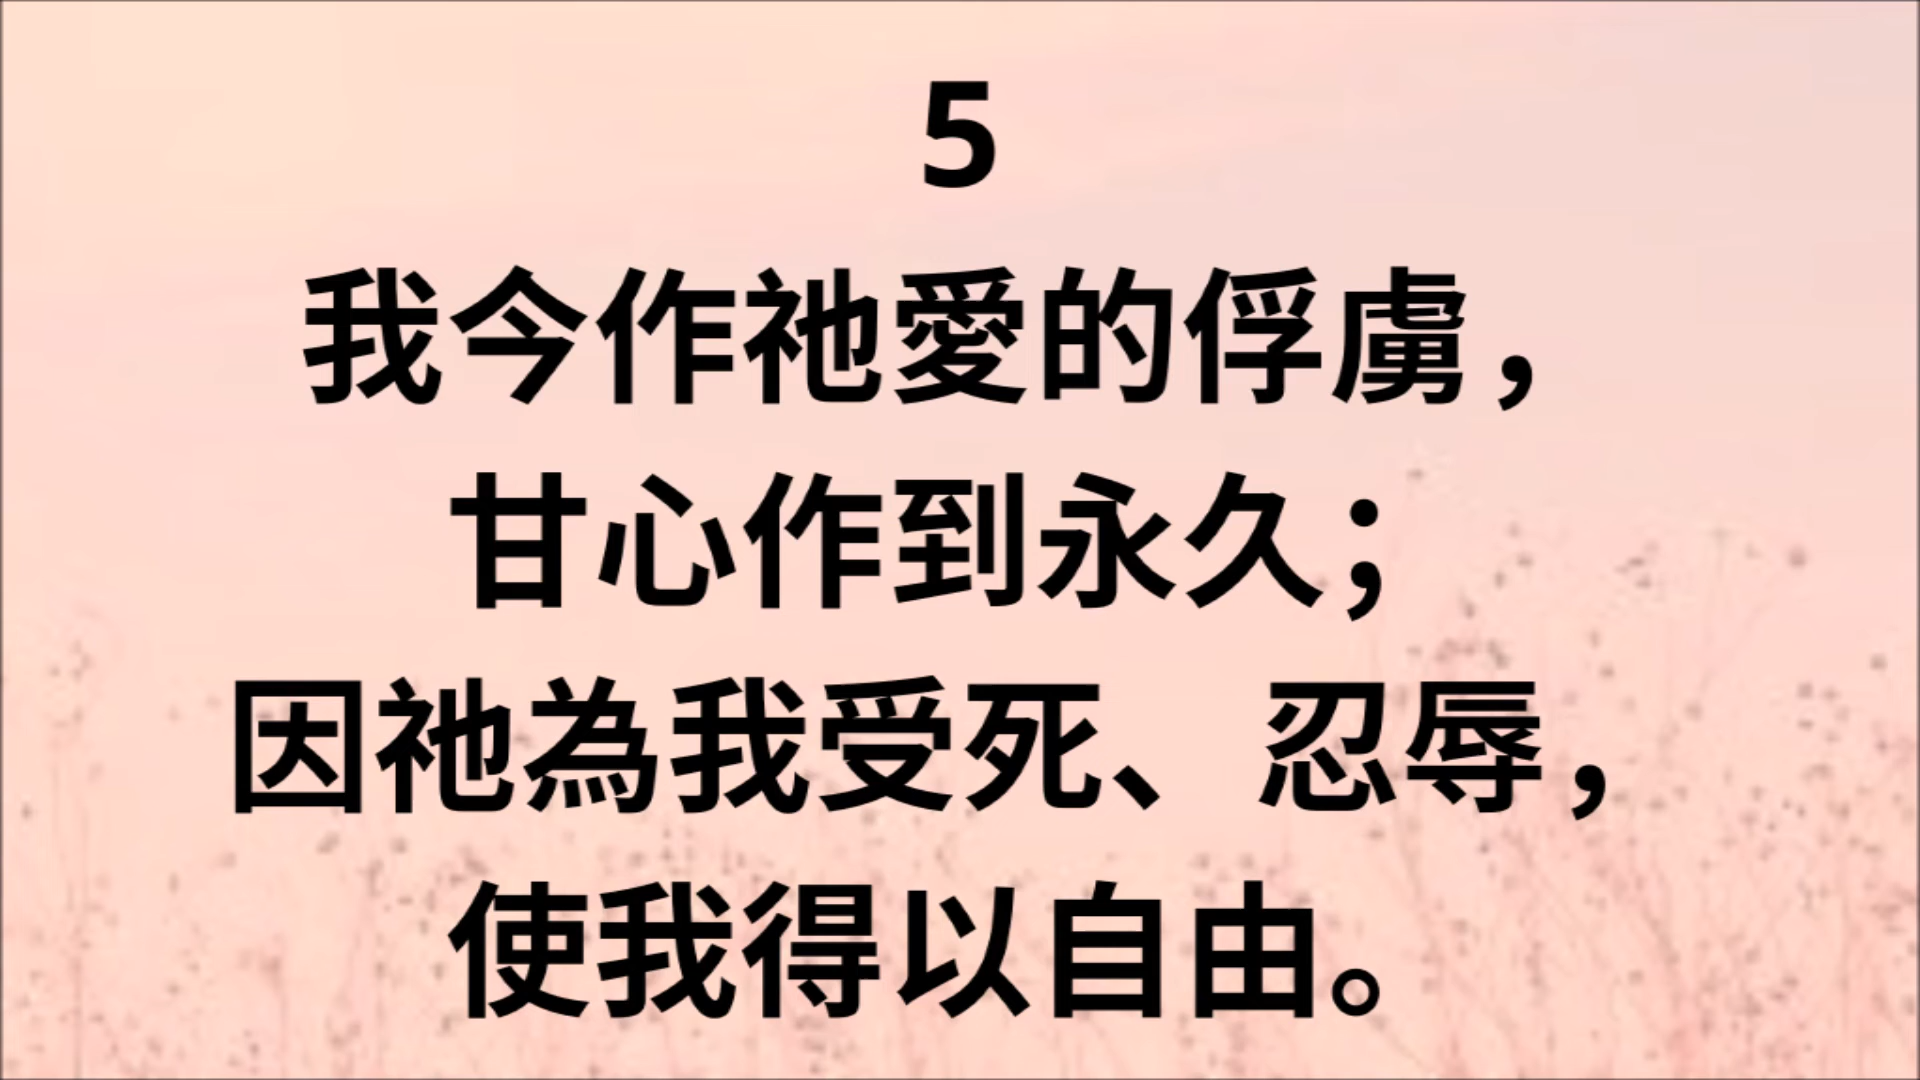 5
我今作祂愛的俘虜，
甘心作到永久；
因祂為我受死、忍辱，
使我得以自由。